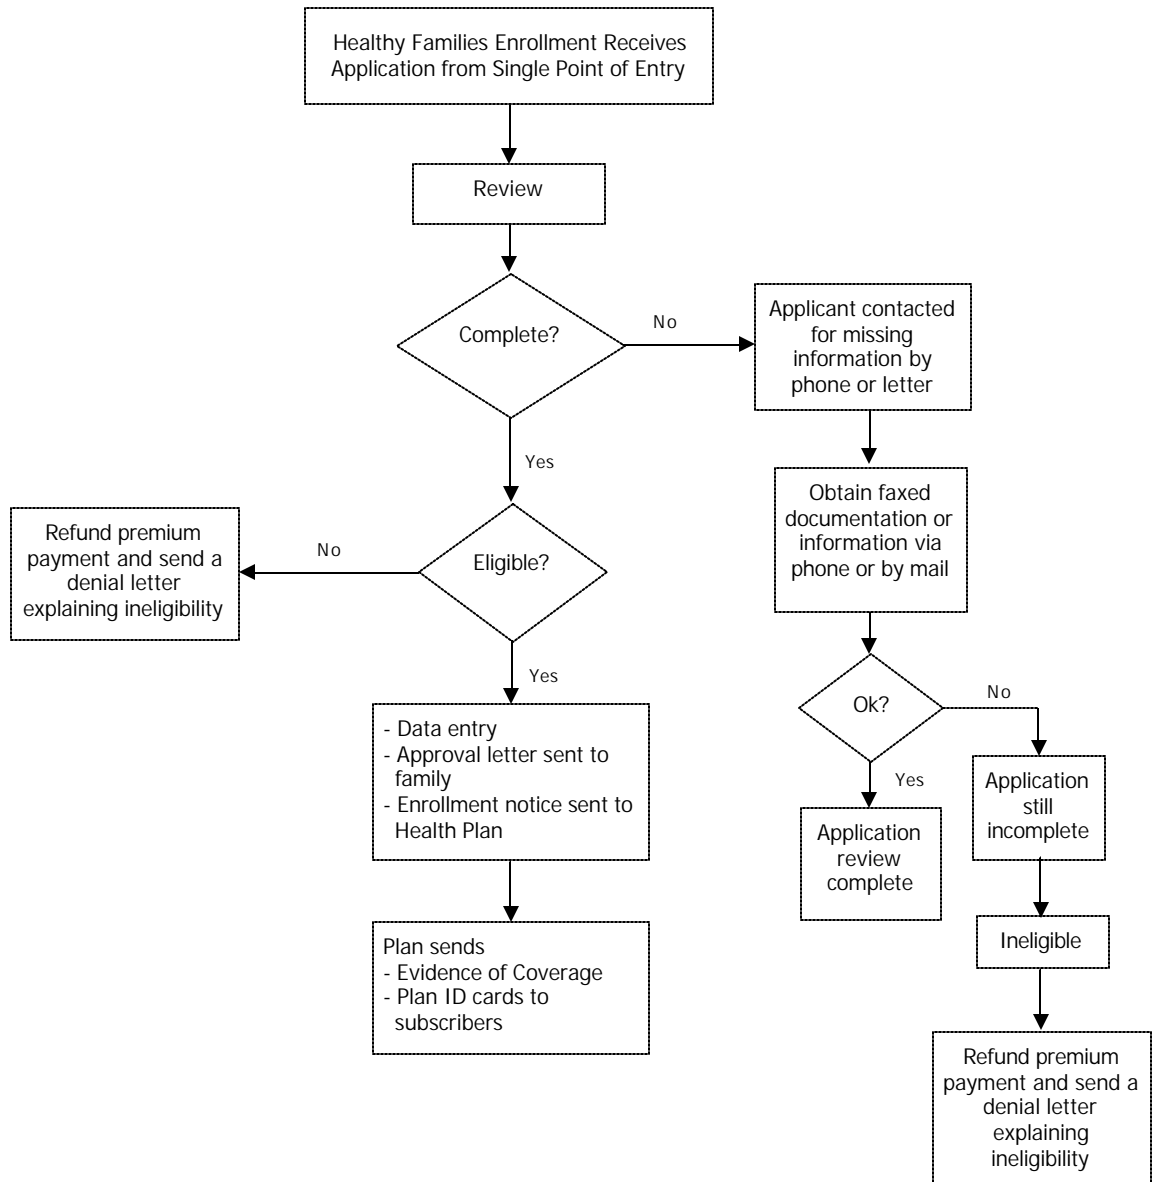 Healthy Families Enrollment Receives
Application from Single Point of Entry
Review
Complete?
No
Applicant contacted
for missing
information by
phone or letter
Yes
Obtain faxed
documentation or
information via
phone or by mail
Refund premium
payment and send a
denial letter
explaining ineligibility
No
Eligible?
Yes
Ok?
No
Yes
- Data entry
- Approval letter sent to
family
- Enrollment notice sent to
Health Plan
Application
still
incomplete
Application
review
complete
Plan sends
- Evidence of Coverage
- Plan ID cards to
subscribers
Ineligible
Refund premium
payment and send a
denial letter
explaining
ineligibility